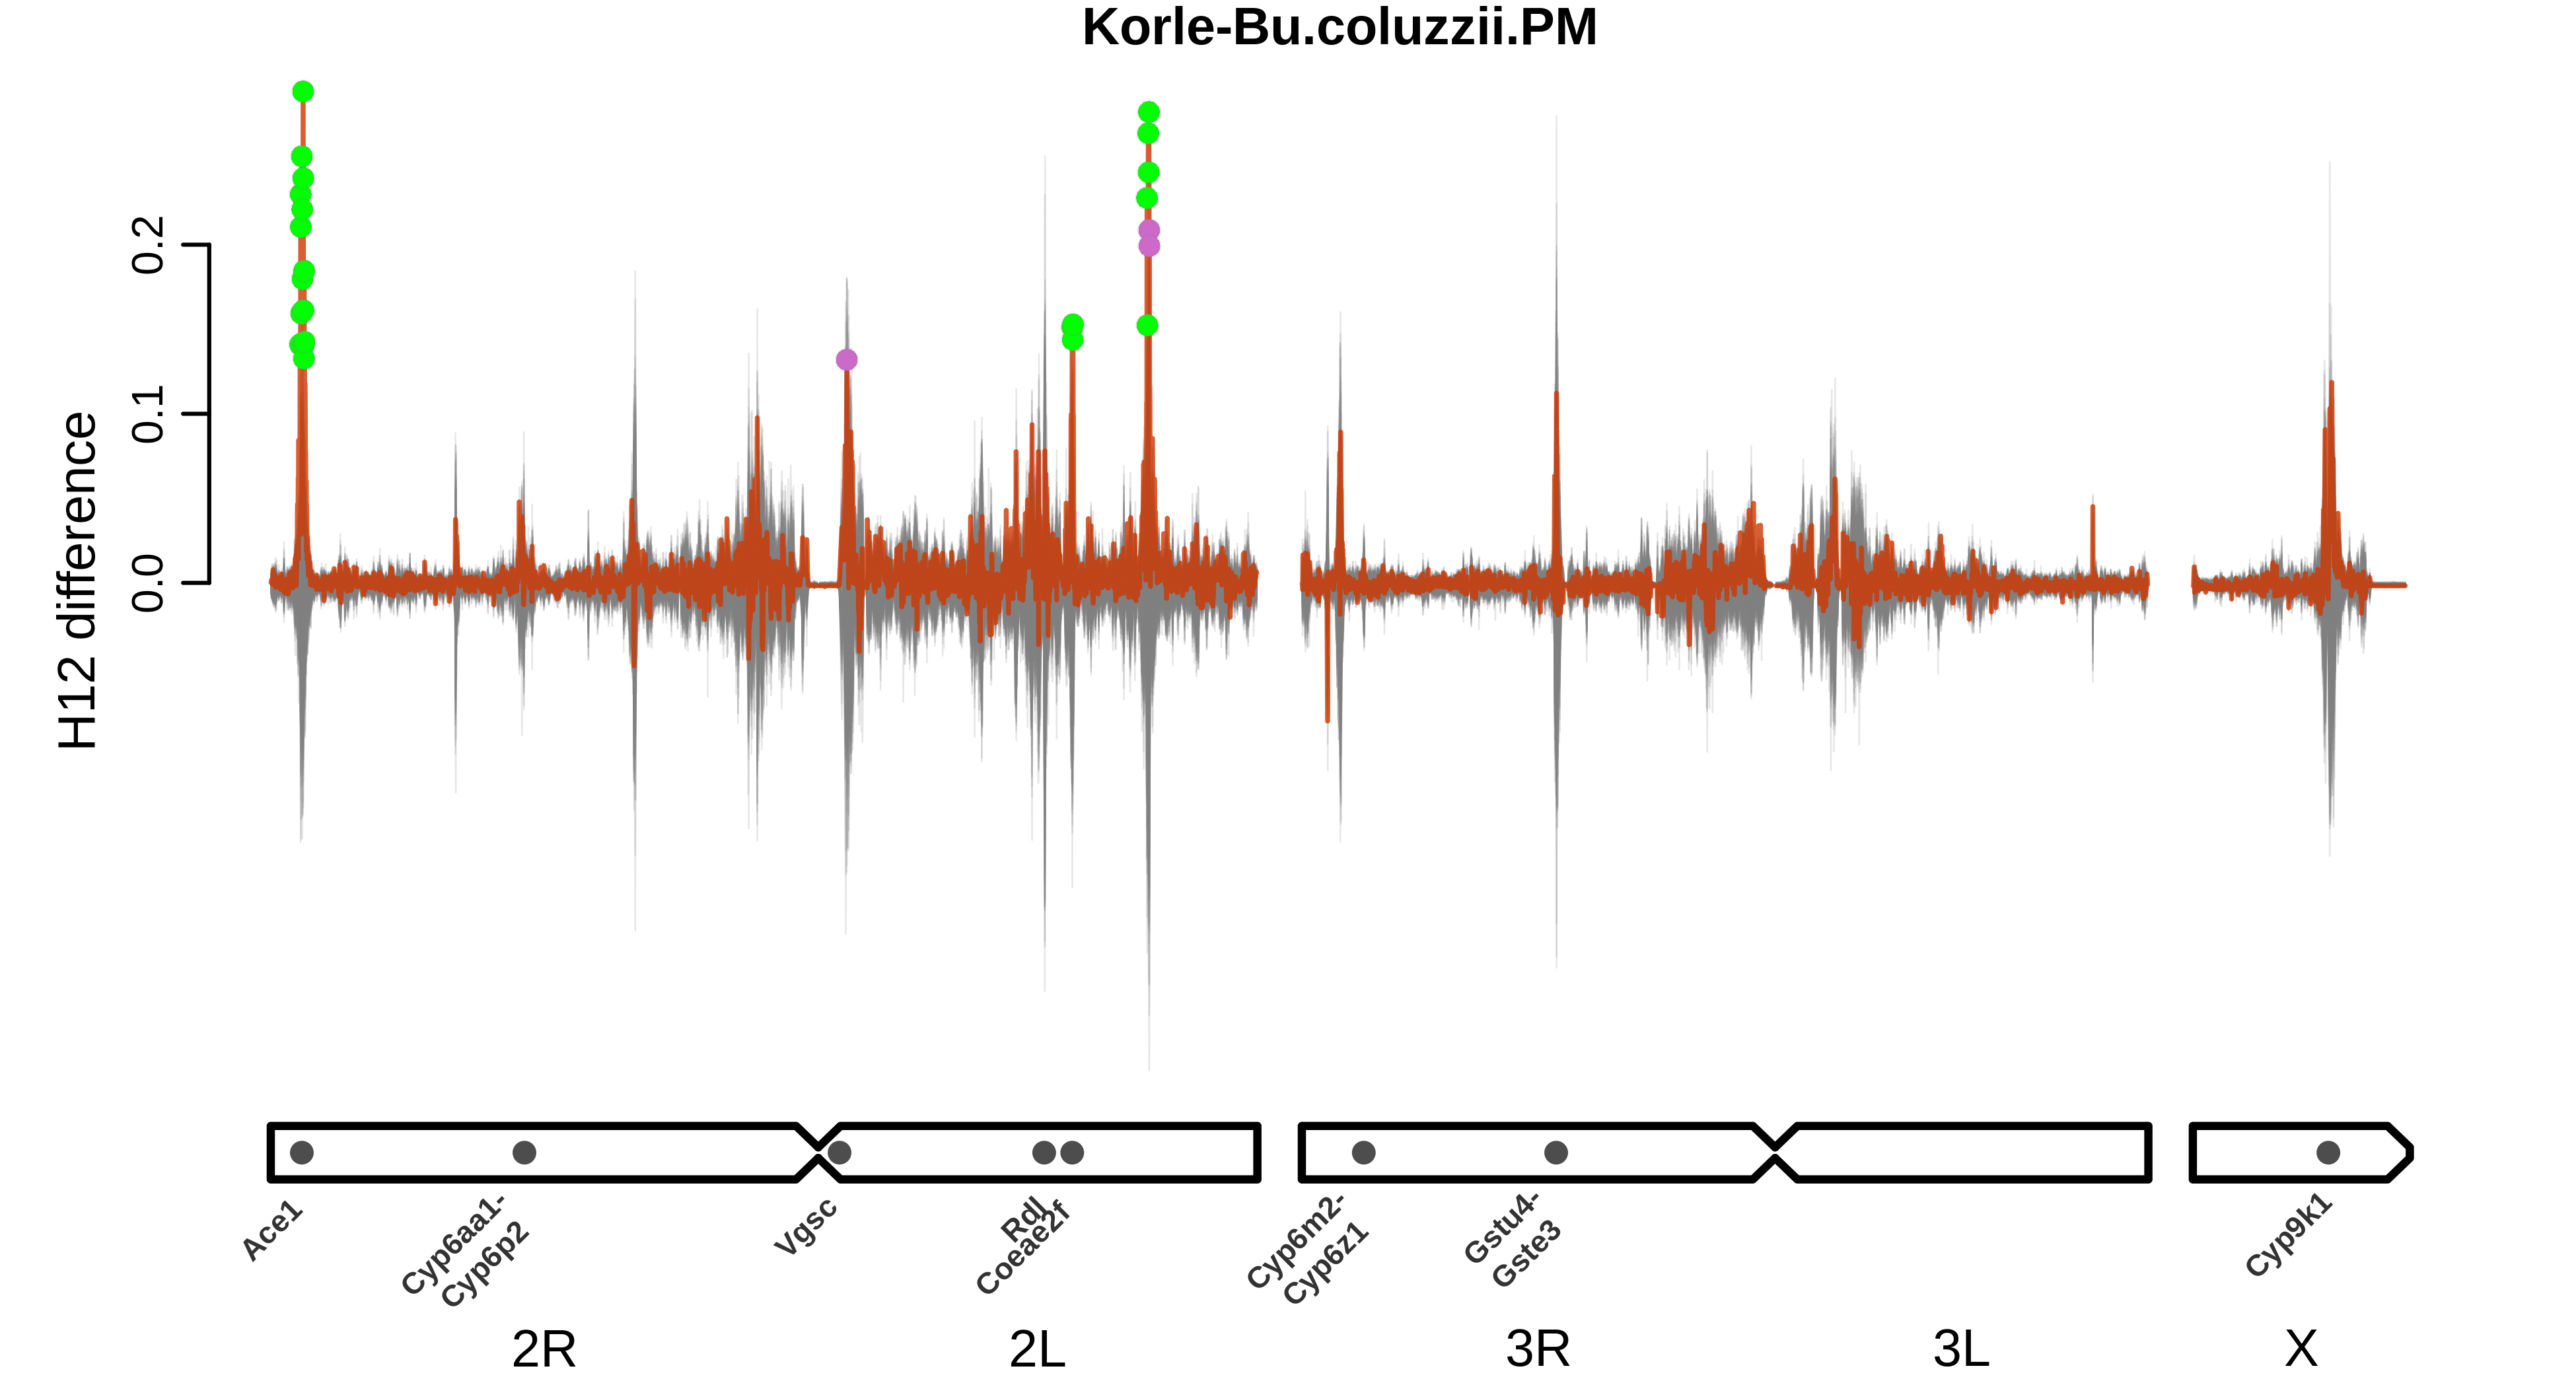 Korle-Bu.coluzzii.PM
H12 difference
0.2
0.1
0.0
Ace1
Cyp6aa1-
Cyp6p2
Vgsc
Rdl
Coeae2f
Cyp6m2-
Cyp6z1
Gstu4-
Gste3
Cyp9k1
2R
2L
3R
3L
X